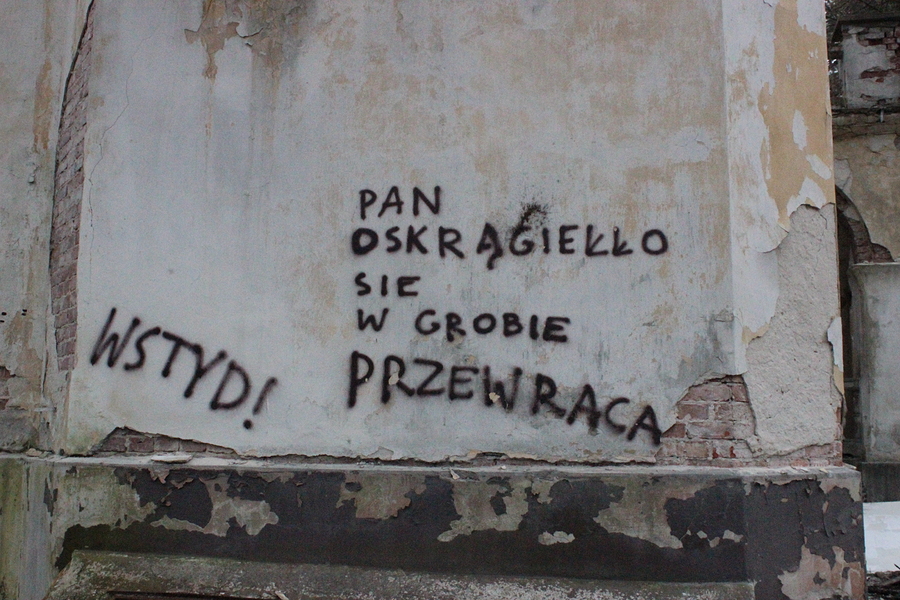 PAN
OSKRĄGIEŁŁO
SIE
W GROBIE
PRZEWRACA
WSTYD!